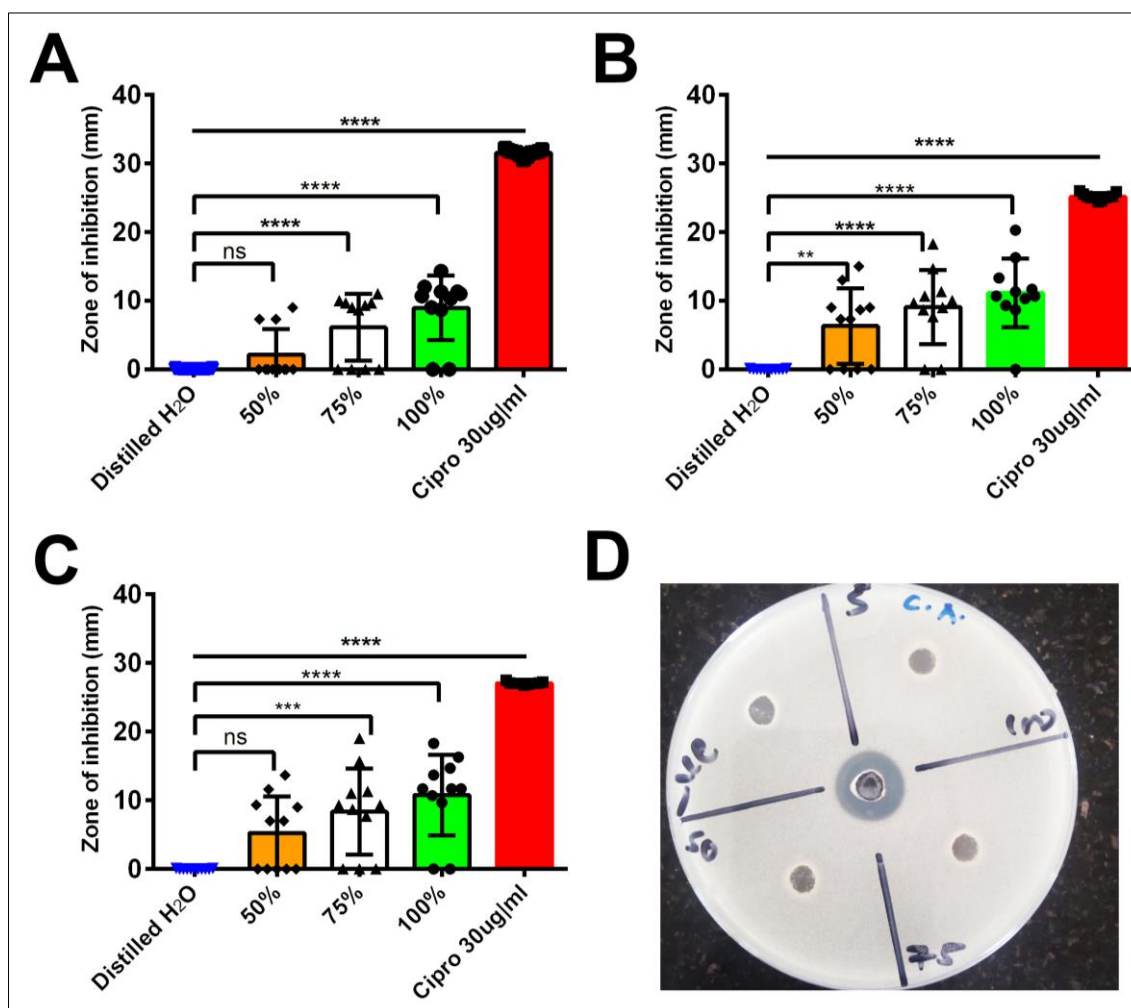 A
Zone of inhibition (mm)
40
30
20
10
0
****
****
****
ns
Distilled H₂O
50%
75%
100%
Cipro 30ug|ml
B
Zone of inhibition (mm)
40
30
20
10
0
****
****
****
**
Distilled H₂O
50%
75%
100%
Cipro 30ug|ml
C
Zone of inhibition (mm)
40
30
20
10
0
****
****
***
ns
Distilled H₂O
50%
75%
100%
Cipro 30ug|ml
D
C.A.
50
75